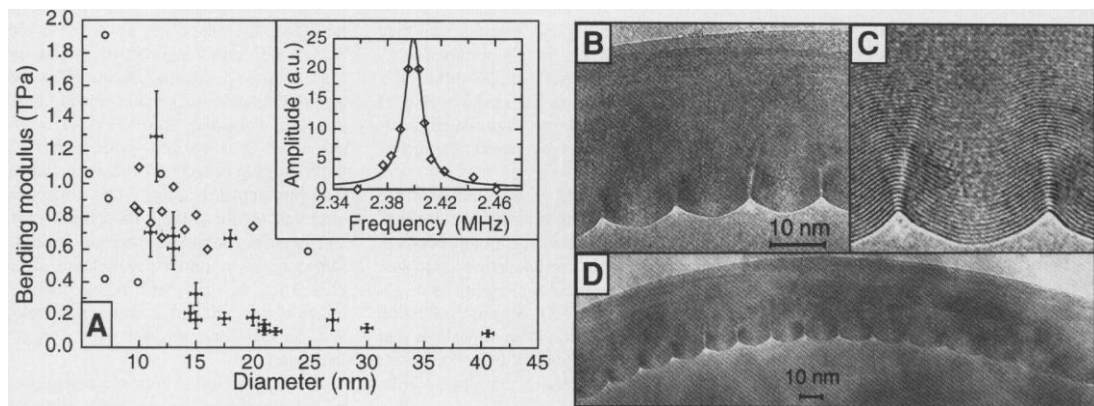 2.0
1.8
1.6
1.4
1.2
1.0
0.8
0.6
0.4
0.2
0.0
Bending modulus (TPa)
A
10 15 20 25 30 35 40 45
Diameter (nm)
25
20
15
10
5
0
Amplitude (a.u.)
2.34 2.38 2.42 2.46
Frequency (MHz)
B
10 nm
C
D
10 nm